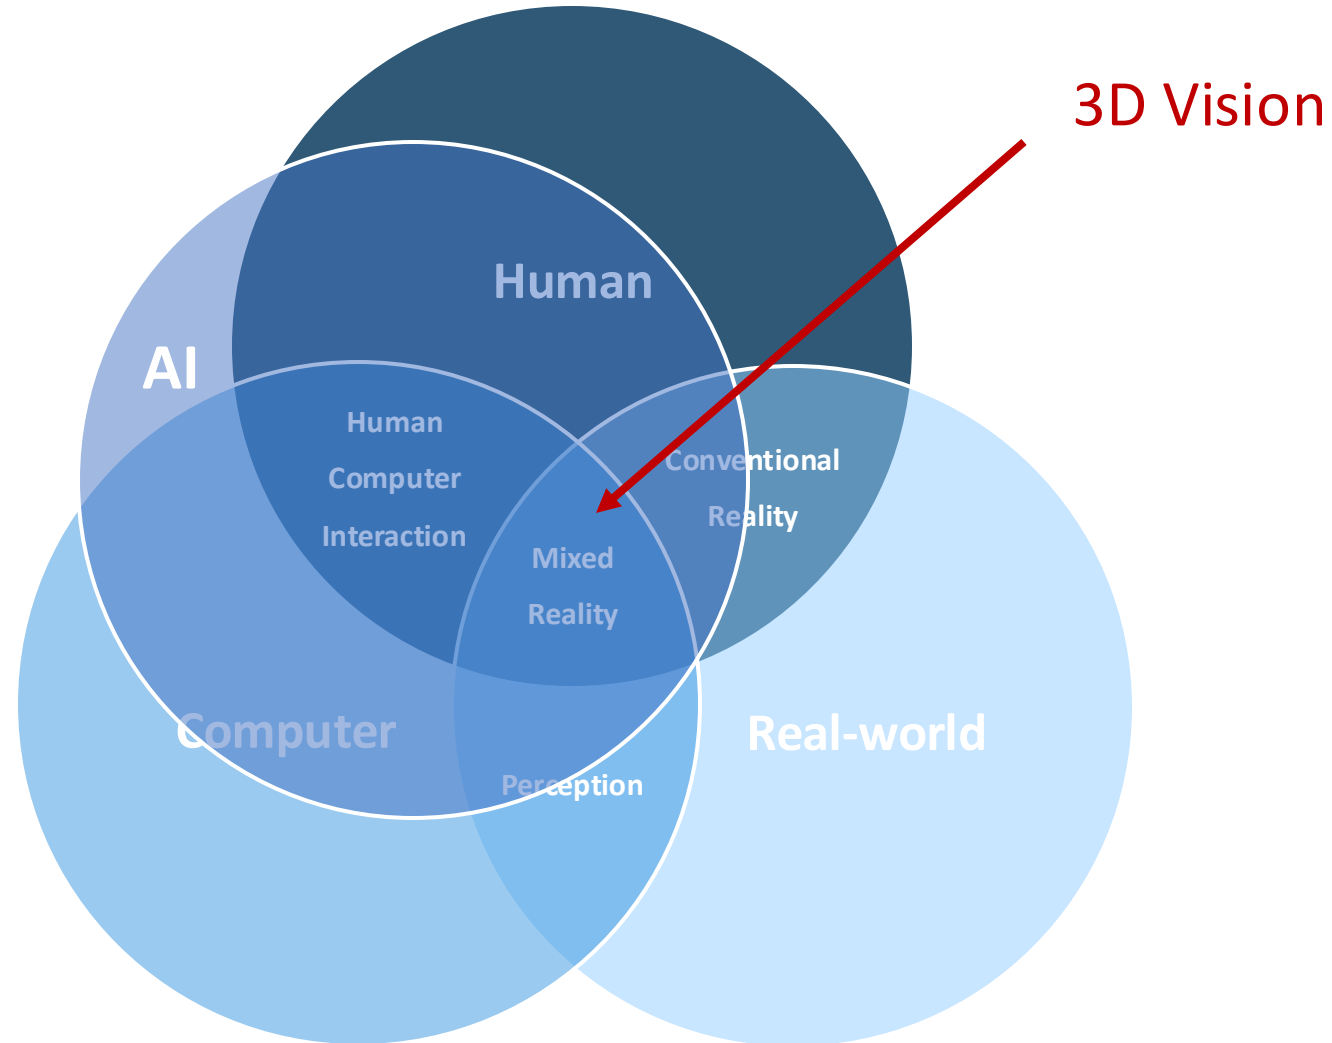 3D Vision
Human
AI
Human
Computer
Interaction
Conventional
Reality
Mixed
Reality
Computer
Real-world
Perception